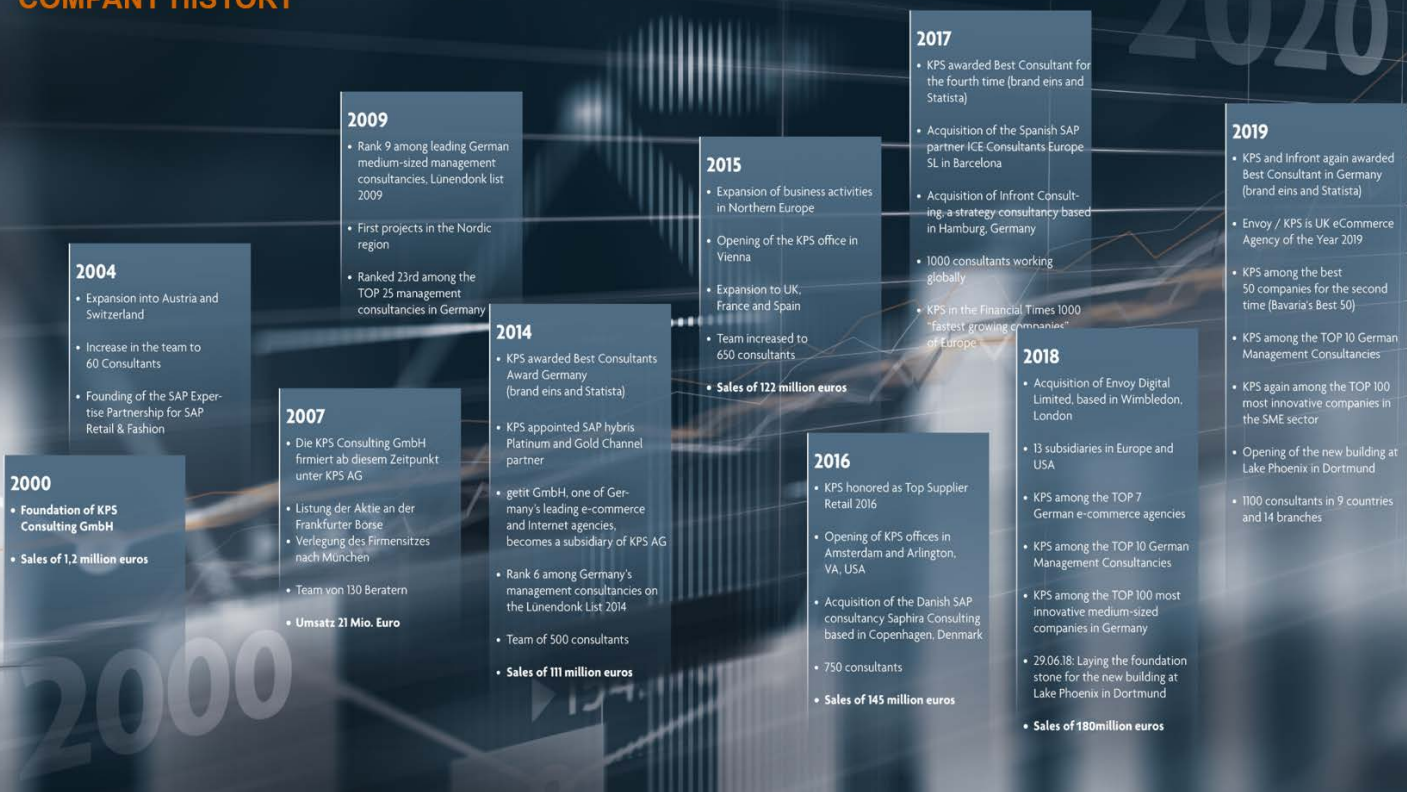 COMPANY HISTORY
2020
2000
• Foundation of KPS
Consulting GmbH
• Sales of 1,2 million euros
2004
• Expansion into Austria and
Switzerland
• Increase in the team to
60 Consultants
• Founding of the SAP Exper-
tise Partnership for SAP
Retail & Fashion
2007
• Die KPS Consulting GmbH
firmiert ab diesem Zeitpunkt
unter KPS AG
• Listung der Aktie an der
Frankfurter Börse
• Verlegung des Firmensitzes
nach München
• Team von 130 Beratern
• Umsatz 21 Mio. Euro
2009
• Rank 9 among leading German
medium-sized management
consultancies, Lünendonk list
2009
• First projects in the Nordic
region
• Ranked 23rd among the
TOP 25 management
consultancies in Germany
2014
• KPS awarded Best Consultants
Award Germany
(brand eins and Statista)
• KPS appointed SAP hybris
Platinum and Gold Channel
partner
• getit GmbH, one of Ger-
many's leading e-commerce
and Internet agencies,
becomes a subsidiary of KPS AG
• Rank 6 among Germany's
management consultancies on
the Lünendonk List 2014
• Team of 500 consultants
• Sales of 111 million euros
2015
• Expansion of business activities
in Northern Europe
• Opening of the KPS office in
Vienna
• Expansion to UK,
France and Spain
• Team increased to
650 consultants
• Sales of 122 million euros
2016
• KPS honored as Top Supplier
Retail 2016
• Opening of KPS offices in
Amsterdam and Arlington,
VA, USA
• Acquisition of the Danish SAP
consultancy Saphira Consulting
based in Copenhagen, Denmark
• 750 consultants
• Sales of 145 million euros
2017
• KPS awarded Best Consultant for
the fourth time (brand eins and
Statista)
• Acquisition of the Spanish SAP
partner ICE Consultants Europe
SL in Barcelona
• Acquisition of Infront Consult-
ing, a strategy consultancy based
in Hamburg, Germany
• 1000 consultants working
globally
• KPS in the Financial Times 1000
"fastest growing companies"
of Europe
2018
• Acquisition of Envoy Digital
Limited, based in Wimbledon,
London
• 13 subsidiaries in Europe and
USA
• KPS among the TOP 7
German e-commerce agencies
• KPS among the TOP 10 German
Management Consultancies
• KPS among the TOP 100 most
innovative medium-sized
companies in Germany
• 29.06.18: Laying the foundation
stone for the new building at
Lake Phoenix in Dortmund
• Sales of 180million euros
2019
• KPS and Infront again awarded
Best Consultant in Germany
(brand eins and Statista)
• Envoy / KPS is UK eCommerce
Agency of the Year 2019
• KPS among the best
50 companies for the second
time (Bavaria's Best 50)
• KPS among the TOP 10 German
Management Consultancies
• KPS again among the TOP 100
most innovative companies in
the SME sector
• Opening of the new building at
Lake Phoenix in Dortmund
• 1100 consultants in 9 countries
and 14 branches
2000